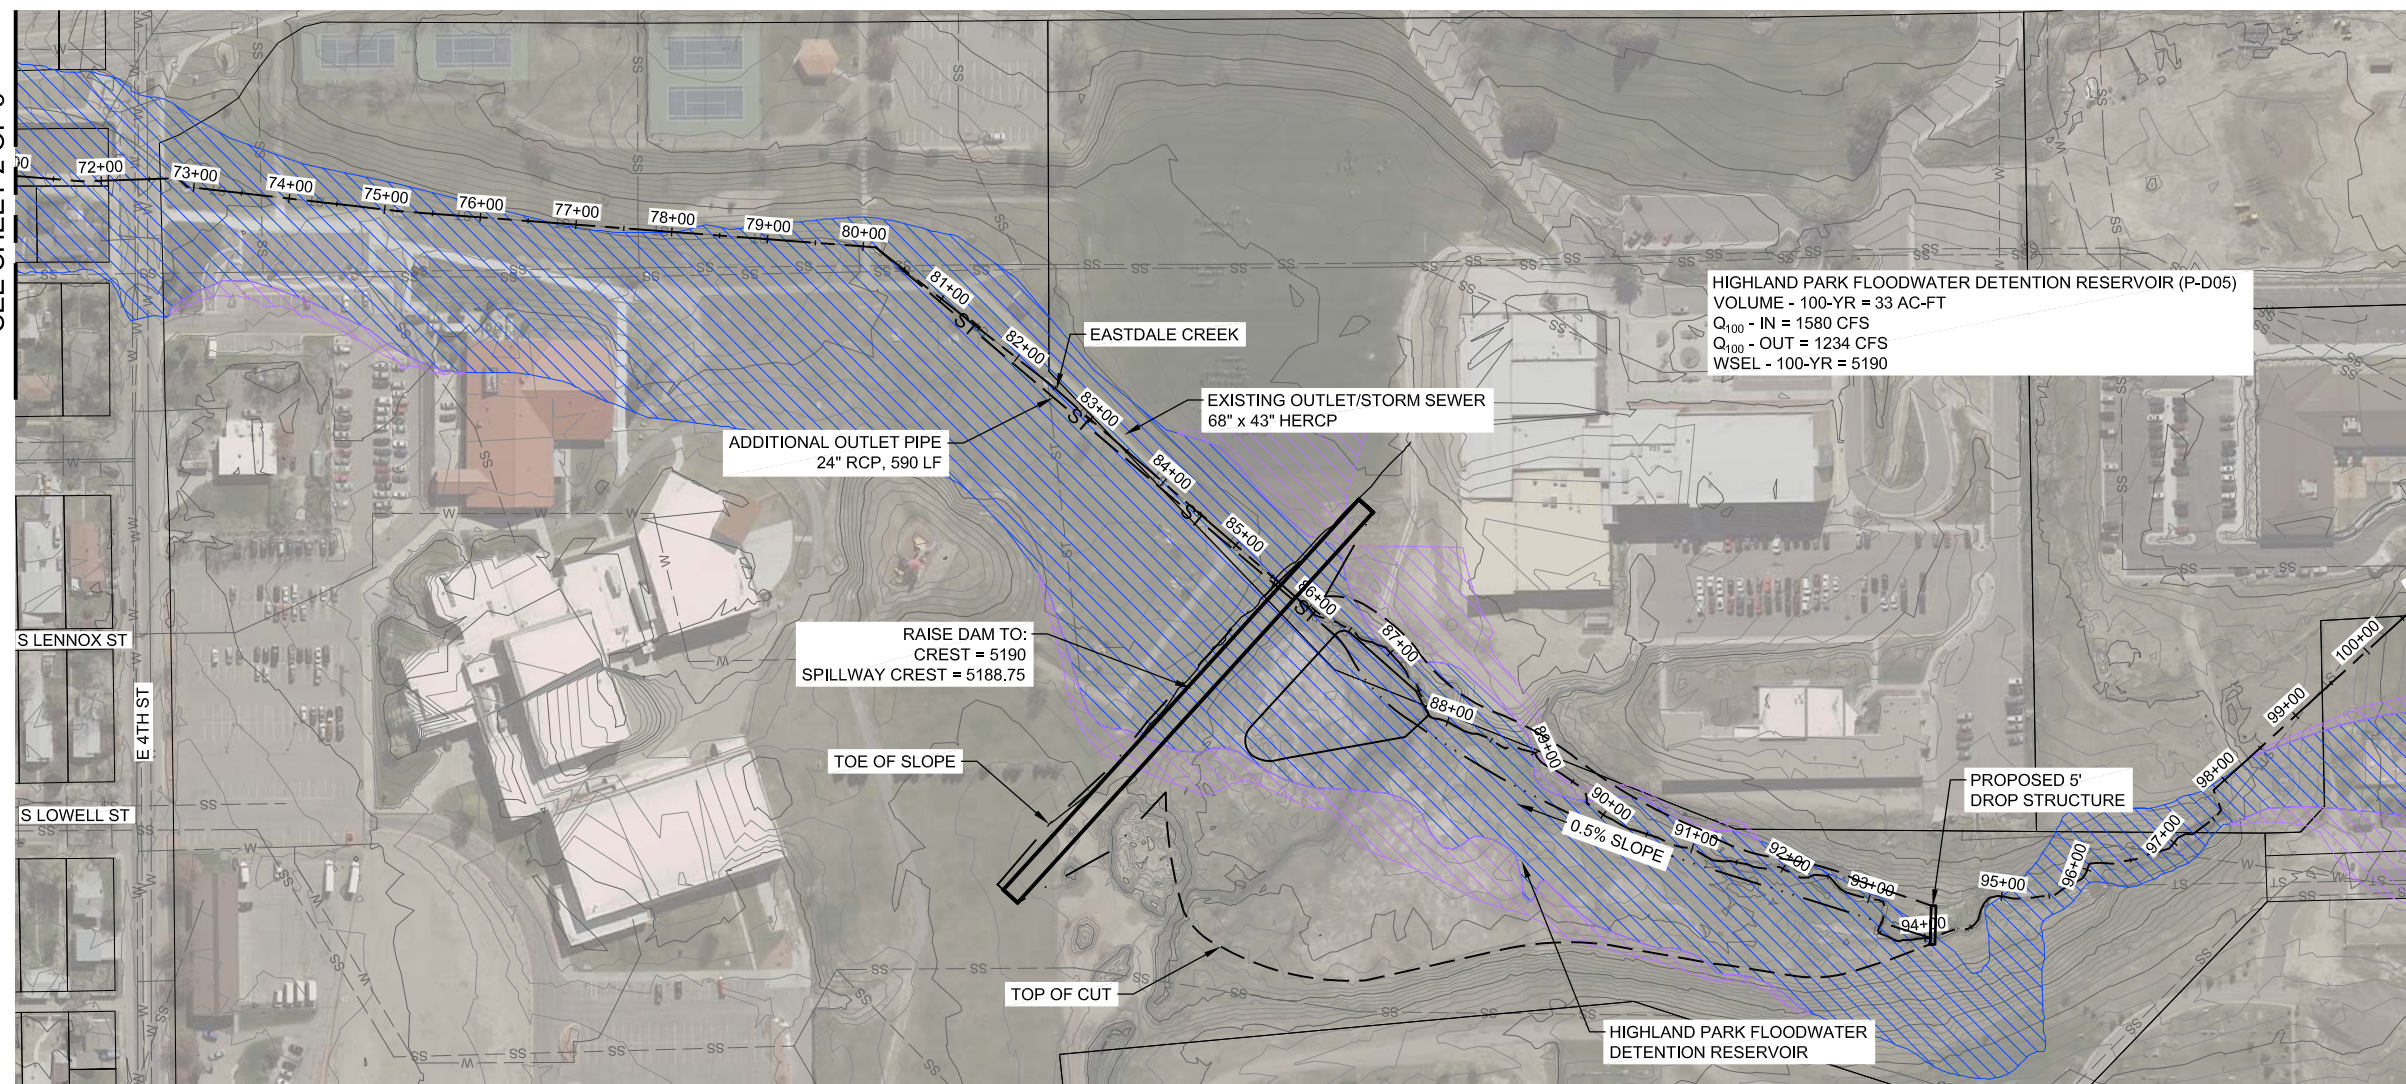 72+00
73+00
74+00
75+00
76+00
77+00
78+00
79+00
80+00
81+00
82+00
83+00
84+00
85+00
86+00
87+00
88+00
89+00
90+00
91+00
92+00
93+00
94+00
95+00
96+00
97+00
98+00
99+00
100+00
HIGHLAND PARK FLOODWATER DETENTION RESERVOIR (P-D05)
VOLUME - 100-YR = 33 AC-FT
Q100 - IN = 1580 CFS
Q100 - OUT = 1234 CFS
WSEL - 100-YR = 5190
EASTDALE CREEK
EXISTING OUTLET/STORM SEWER
68" x 43" HERCP
ADDITIONAL OUTLET PIPE
24" RCP, 590 LF
ST
ST
ST
ST
RAISE DAM TO:
CREST = 5190
SPILLWAY CREST = 5188.75
S LENNOX ST
E 4TH ST
S LOWELL ST
TOE OF SLOPE
0.5% SLOPE
PROPOSED 5'
DROP STRUCTURE
TOP OF CUT
HIGHLAND PARK FLOODWATER
DETENTION RESERVOIR